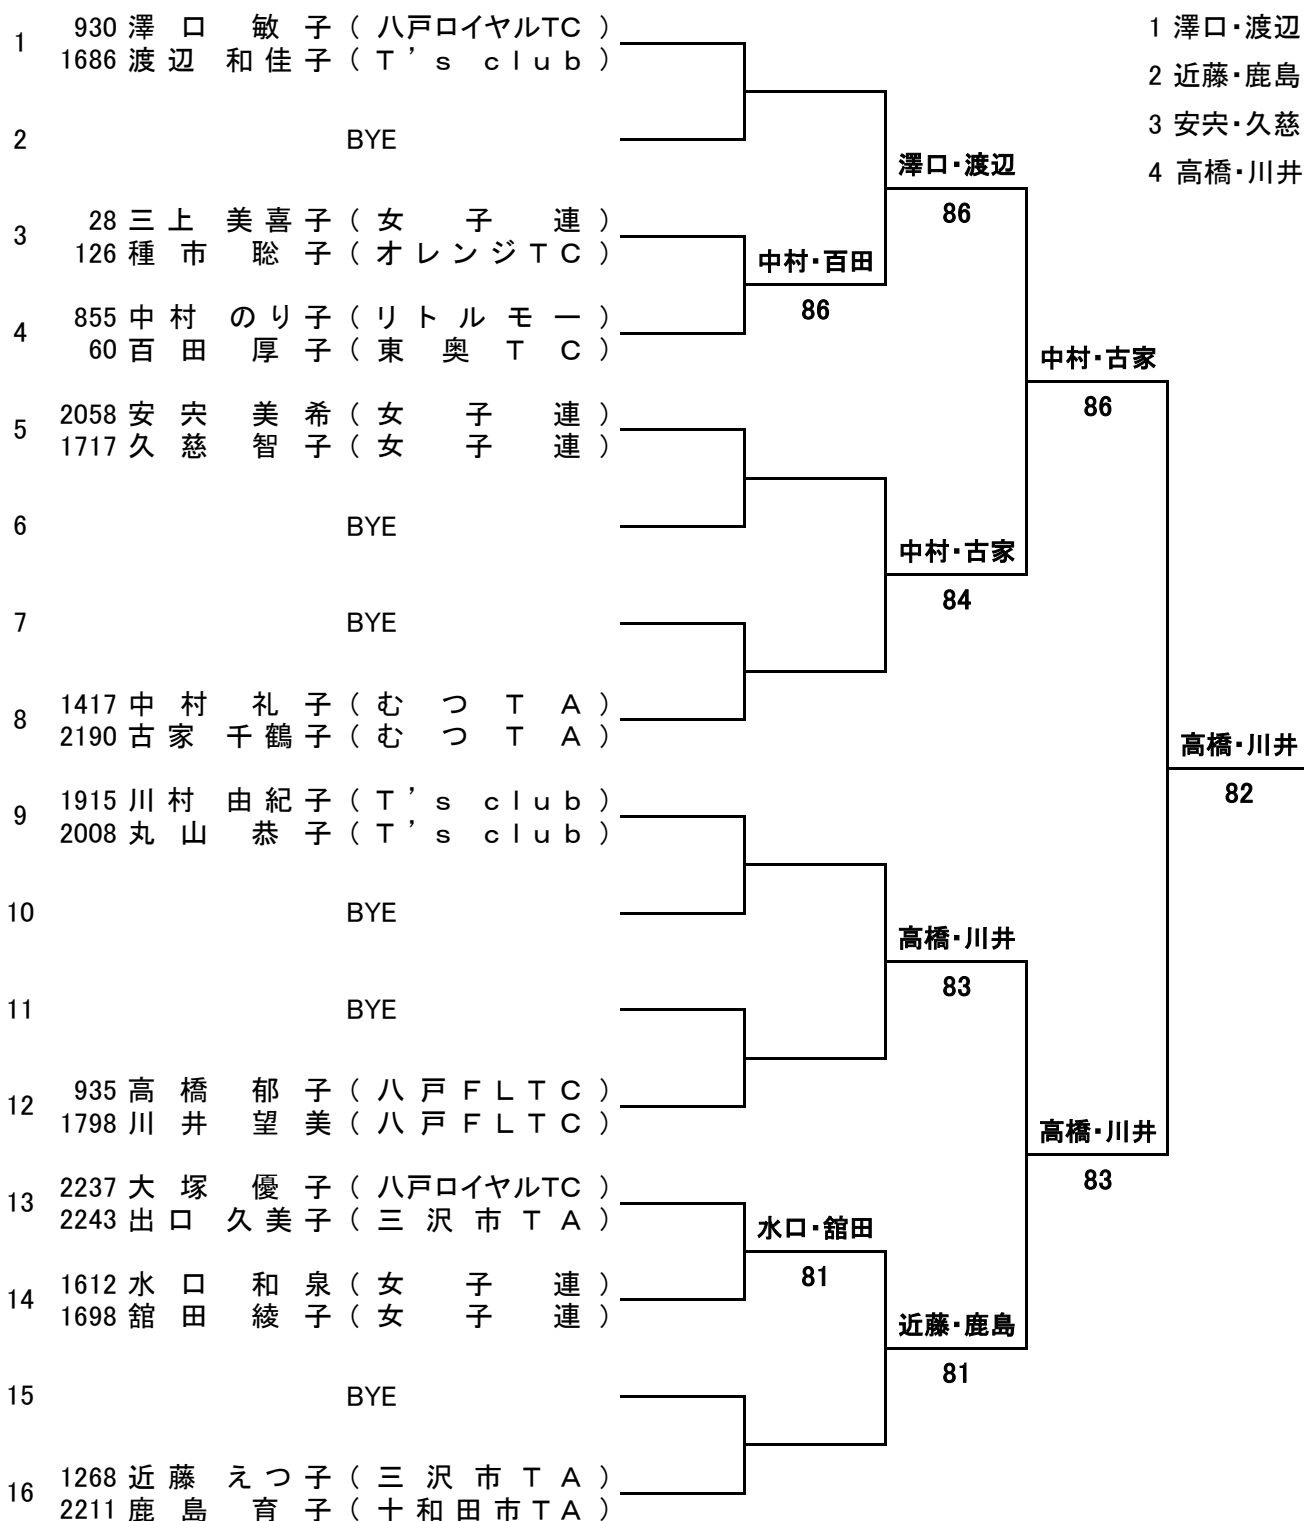 1 930 澤口 敏子 ( 八戸ロイヤルTC )
1686 渡辺 和佳子 ( T's club )
2 BYE
3 28 三上 美喜子 ( 女子連 )
126 種市 聡子 ( オレンジTC )
4 855 中村 のり子 ( リトルモー )
60 百田 厚子 ( 東奥TC )
5 2058 安宍 美希 ( 女子連 )
1717 久慈 智子 ( 女子連 )
6 BYE
7 BYE
8 1417 中村 礼子 ( むつTA )
2190 古家 千鶴子 ( むつTA )
9 1915 川村 由紀子 ( T's club )
2008 丸山 恭子 ( T's club )
10 BYE
11 BYE
12 935 高橋 郁子 ( 八戸FLTC )
1798 川井 望美 ( 八戸FLTC )
13 2237 大塚 優子 ( 八戸ロイヤルTC )
2243 出口 久美子 ( 三沢市TA )
14 1612 水口 和泉 ( 女子連 )
1698 舘田 綾子 ( 女子連 )
15 BYE
16 1268 近藤 えつ子 ( 三沢市TA )
2211 鹿島 育子 ( 十和田市TA )
中村・百田
86
水口・舘田
81
澤口・渡辺
86
中村・古家
84
高橋・川井
83
近藤・鹿島
81
中村・古家
86
高橋・川井
83
高橋・川井
82
1 澤口・渡辺
2 近藤・鹿島
3 安宍・久慈
4 高橋・川井